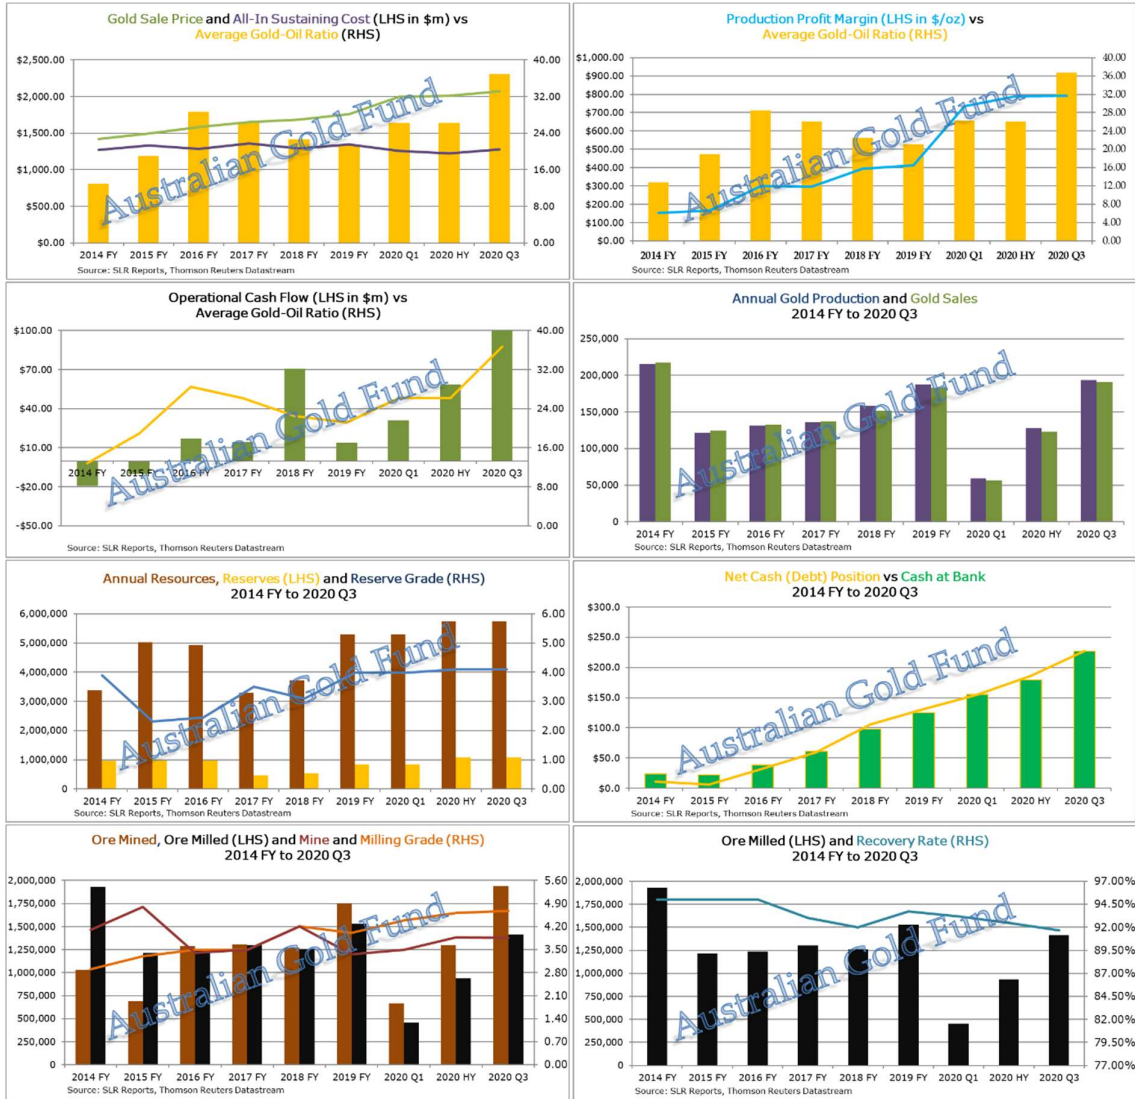 Gold Sale Price and All-In Sustaining Cost (LHS in $m) vs
Average Gold-Oil Ratio (RHS)
$2,500.00
$2,000.00
$1,500.00
$1,000.00
$500.00
$0.00
40.00
32.00
24.00
16.00
8.00
0.00
2014 FY 2015 FY 2016 FY 2017 FY 2018 FY 2019 FY 2020 Q1 2020 HY 2020 Q3
Source: SLR Reports, Thomson Reuters Datastream
Australian Gold Fund
Production Profit Margin (LHS in $/oz) vs
Average Gold-Oil Ratio (RHS)
$1,000.00
$900.00
$800.00
$700.00
$600.00
$500.00
$400.00
$300.00
$200.00
$100.00
$0.00
40.00
36.00
32.00
28.00
24.00
20.00
16.00
12.00
8.00
4.00
0.00
2014 FY 2015 FY 2016 FY 2017 FY 2018 FY 2019 FY 2020 Q1 2020 HY 2020 Q3
Source: SLR Reports, Thomson Reuters Datastream
Australian Gold Fund
Operational Cash Flow (LHS in $m) vs
Average Gold-Oil Ratio (RHS)
$100.00
$70.00
$40.00
$10.00
-$20.00
-$50.00
40.00
32.00
24.00
16.00
8.00
0.00
2014 FY 2015 FY 2016 FY 2017 FY 2018 FY 2019 FY 2020 Q1 2020 HY 2020 Q3
Source: SLR Reports, Thomson Reuters Datastream
Australian Gold Fund
Annual Gold Production and Gold Sales
2014 FY to 2020 Q3
250,000
200,000
150,000
100,000
50,000
0
2014 FY 2015 FY 2016 FY 2017 FY 2018 FY 2019 FY 2020 Q1 2020 HY 2020 Q3
Source: SLR Reports, Thomson Reuters Datastream
Australian Gold Fund
Annual Resources, Reserves (LHS) and Reserve Grade (RHS)
2014 FY to 2020 Q3
6,000,000
5,000,000
4,000,000
3,000,000
2,000,000
1,000,000
0
6.00
5.00
4.00
3.00
2.00
1.00
0.00
2014 FY 2015 FY 2016 FY 2017 FY 2018 FY 2019 FY 2020 Q1 2020 HY 2020 Q3
Source: SLR Reports, Thomson Reuters Datastream
Australian Gold Fund
Net Cash (Debt) Position vs Cash at Bank
2014 FY to 2020 Q3
$300.0
$250.0
$200.0
$150.0
$100.0
$50.0
$0.0
2014 FY 2015 FY 2016 FY 2017 FY 2018 FY 2019 FY 2020 Q1 2020 HY 2020 Q3
Source: SLR Reports, Thomson Reuters Datastream
Australian Gold Fund
Ore Mined, Ore Milled (LHS) and Mine and Milling Grade (RHS)
2014 FY to 2020 Q3
2,000,000
1,750,000
1,500,000
1,250,000
1,000,000
750,000
500,000
250,000
0
5.60
4.90
4.20
3.50
2.80
2.10
1.40
0.70
0.00
2014 FY 2015 FY 2016 FY 2017 FY 2018 FY 2019 FY 2020 Q1 2020 HY 2020 Q3
Source: SLR Reports, Thomson Reuters Datastream
Australian Gold Fund
Ore Milled (LHS) and Recovery Rate (RHS)
2014 FY to 2020 Q3
2,000,000
1,750,000
1,500,000
1,250,000
1,000,000
750,000
500,000
250,000
0
97.00%
94.50%
92.00%
89.50%
87.00%
84.50%
82.00%
79.50%
77.00%
2014 FY 2015 FY 2016 FY 2017 FY 2018 FY 2019 FY 2020 Q1 2020 HY 2020 Q3
Source: SLR Reports, Thomson Reuters Datastream
Australian Gold Fund